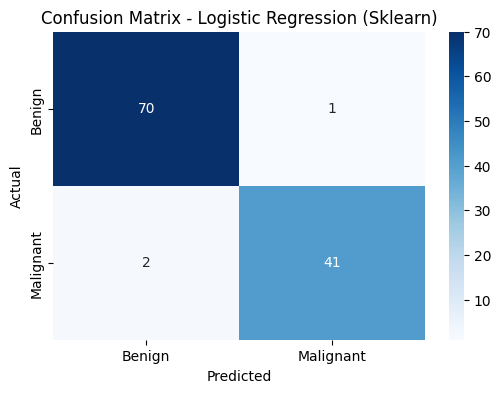 Confusion Matrix - Logistic Regression (Sklearn)
Actual
Benign
70
1
Malignant
2
41
Benign
Malignant
Predicted
70
60
50
40
30
20
10